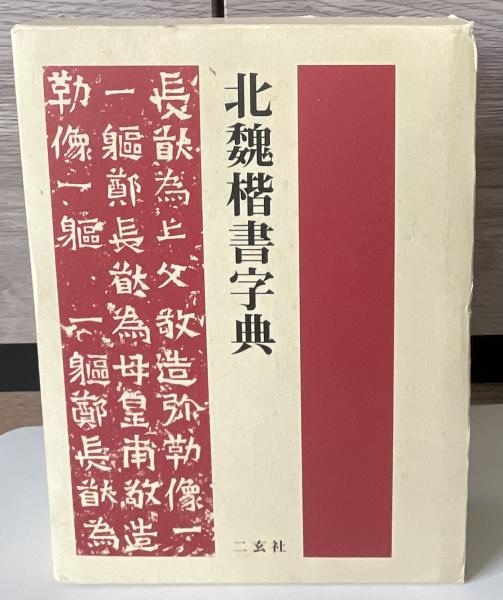 北魏楷書字典
長猷為亡父敬造弥勒像一
一軀鄭長猷為母皇甫敬造
勒像一軀 一軀鄭長猷為
二玄社